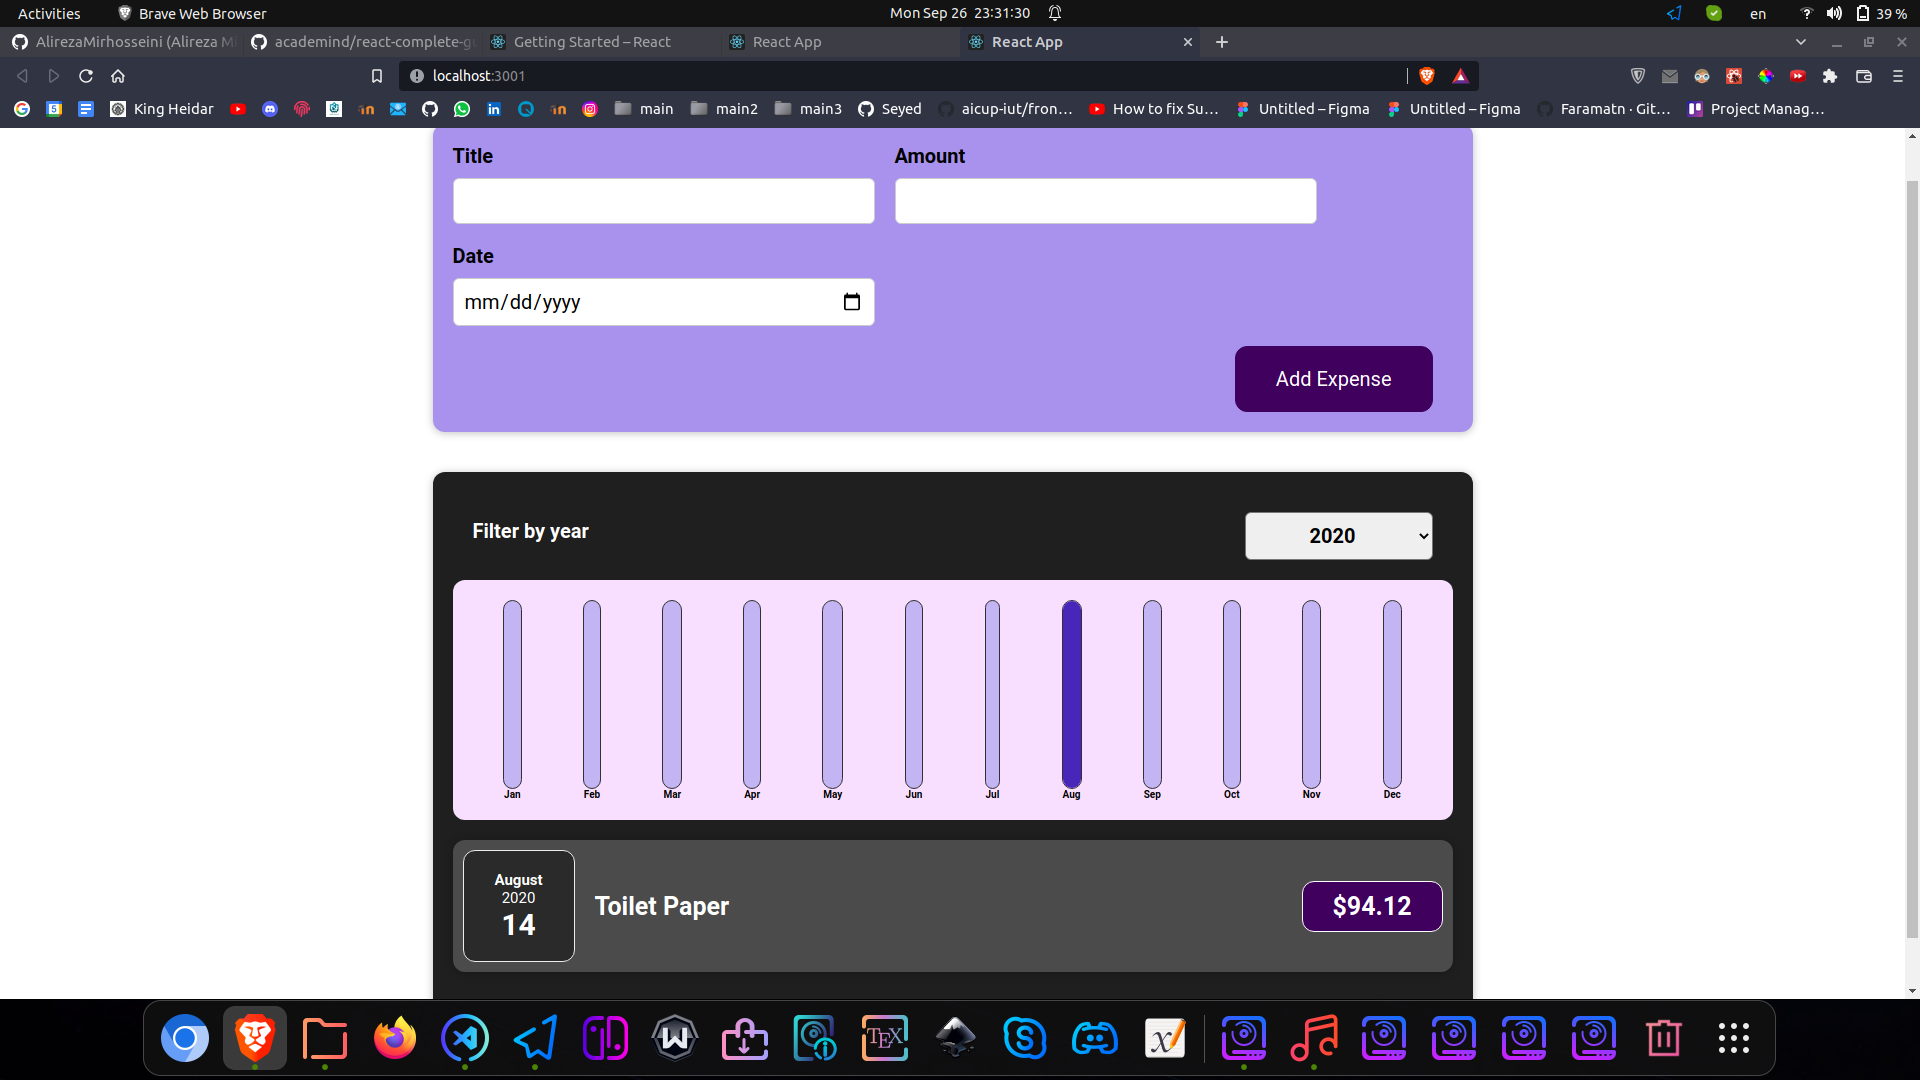 Activities
Brave Web Browser
Mon Sep 26 23:31:30
en
39 %
AlirezaMirhosseini (Alireza M
academind/react-complete-g
Getting Started – React
React App
React App
localhost:3001
King Heidar
main
main2
main3
Seyed
aicup-iut/fron…
How to fix Su…
Untitled – Figma
Untitled – Figma
Faramatn · Git…
Project Manag…
Title
Amount
Date
mm/dd/yyyy
Add Expense
Filter by year
2020
Jan
Feb
Mar
Apr
May
Jun
Jul
Aug
Sep
Oct
Nov
Dec
August
2020
14
Toilet Paper
$94.12